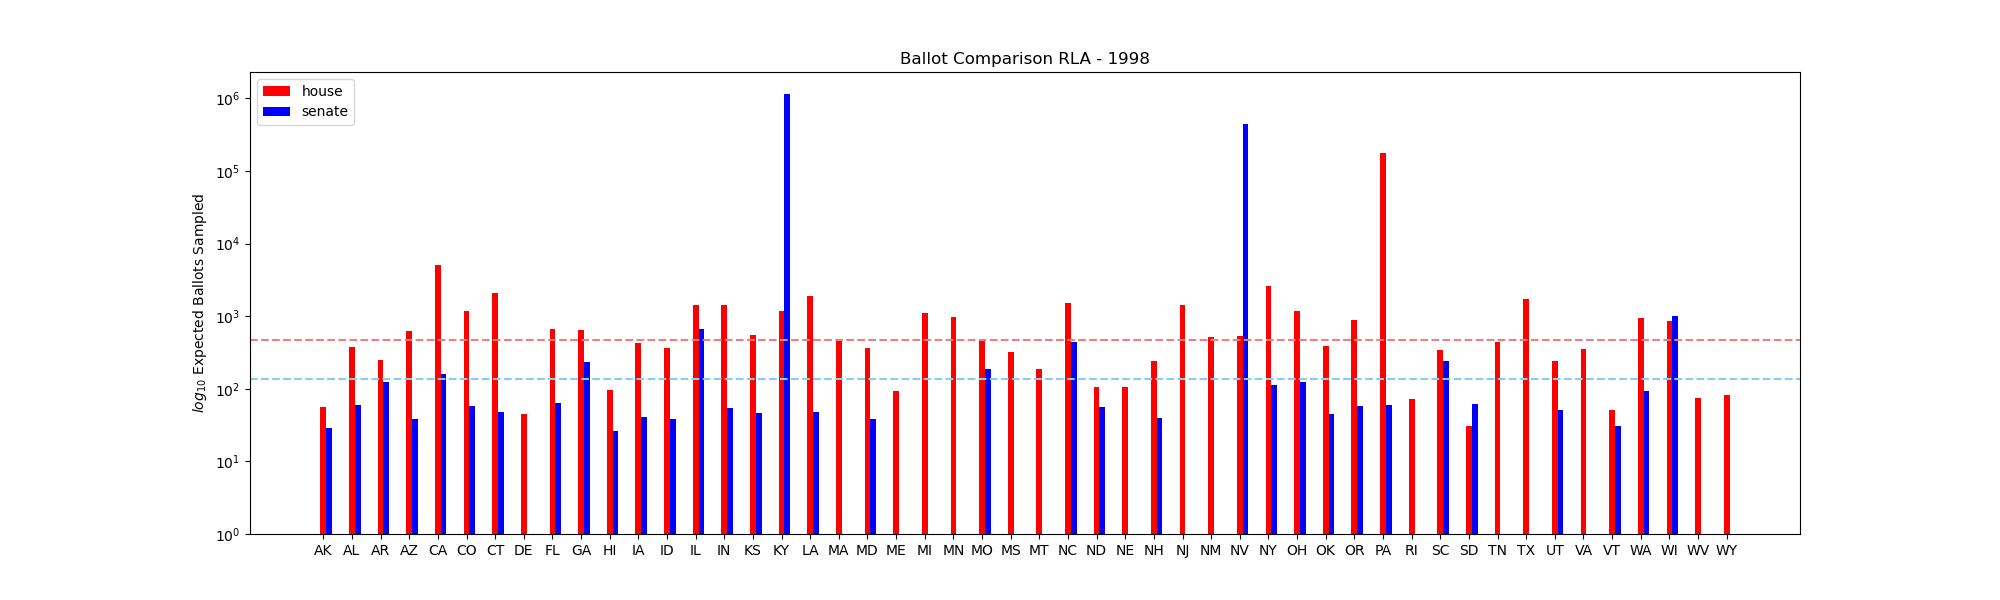 Ballot Comparison RLA - 1998
house
senate
log₁₀ Expected Ballots Sampled
10⁶
10⁵
10⁴
10³
10²
10¹
10⁰
AK AL AR AZ CA CO CT DE FL GA HI IA ID IL IN KS KY LA MA MD ME MI MN MO MS MT NC ND NE NH NJ NM NV NY OH OK OR PA RI SC SD TN TX UT VA VT WA WI WV WY